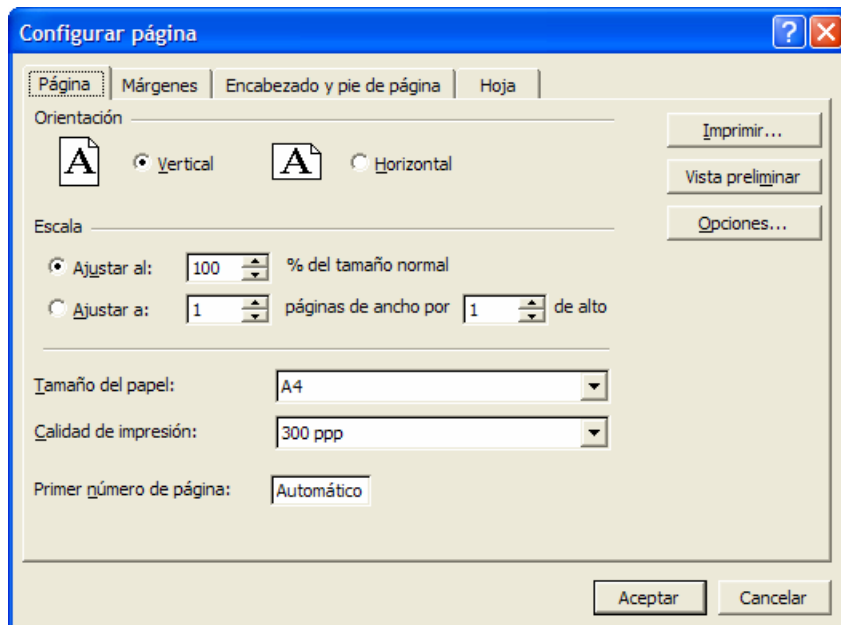 Configurar página
Página Márgenes Encabezado y pie de página Hoja
Orientación
A Vertical A Horizontal
Imprimir...
Vista preliminar
Opciones...
Escala
Ajustar al: 100 % del tamaño normal
Ajustar a: 1 páginas de ancho por 1 de alto
Tamaño del papel: A4
Calidad de impresión: 300 ppp
Primer número de página: Automático
Aceptar Cancelar